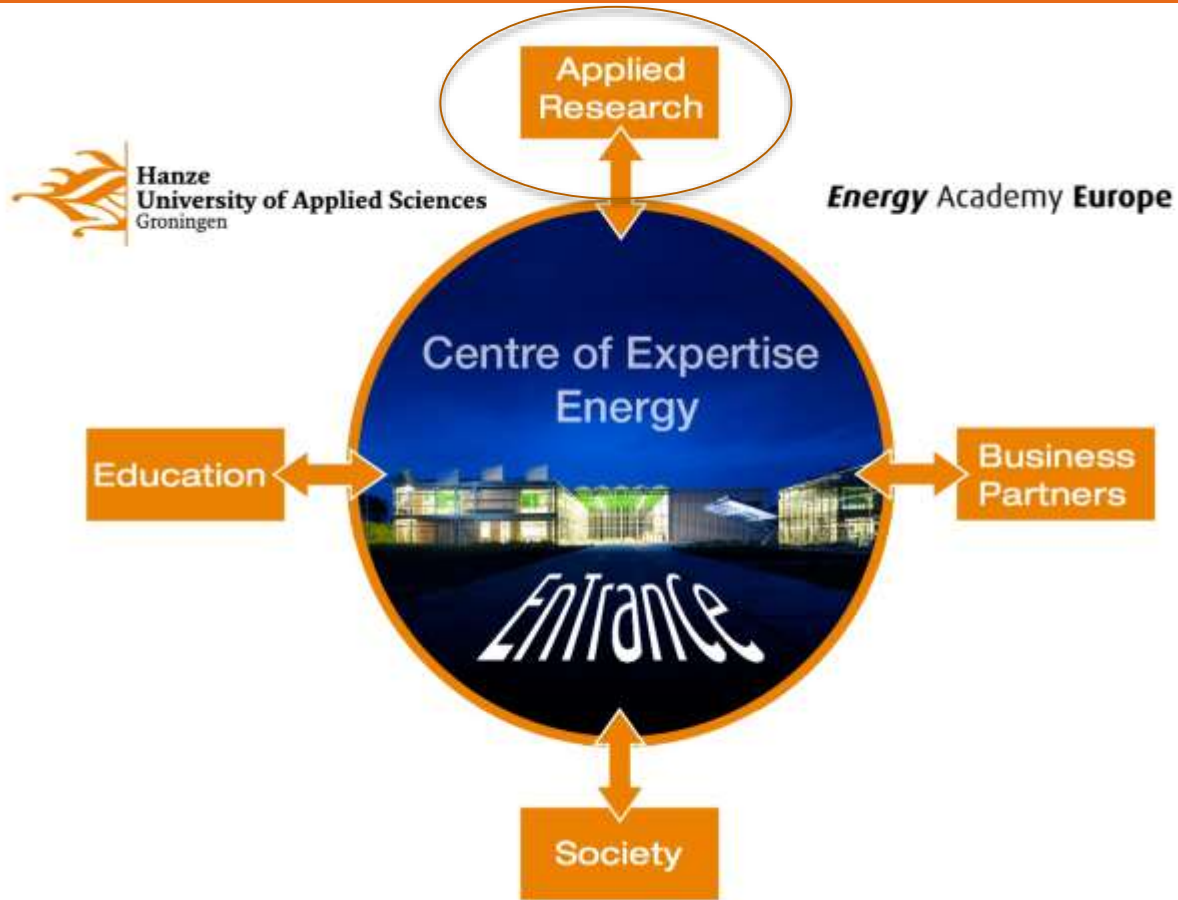 Applied
Research
Hanze
University of Applied Sciences
Groningen
Energy Academy Europe
Centre of Expertise
Energy
Education
Business
Partners
EnTranCe
Society